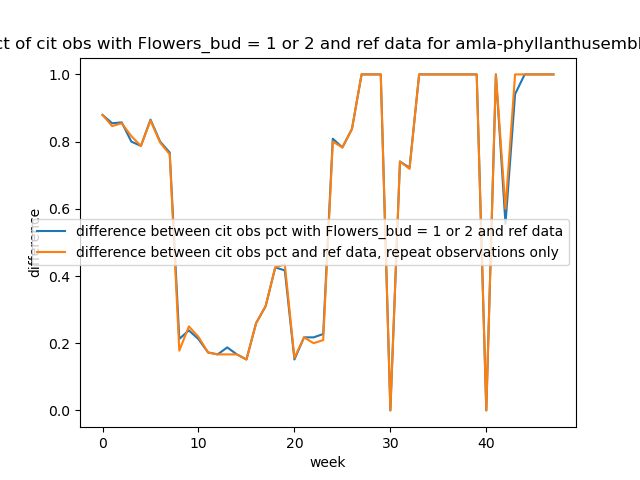 ct of cit obs with Flowers_bud = 1 or 2 and ref data for amla-phyllanthusembl
1.0
0.8
0.6
0.4
0.2
0.0
difference
difference between cit obs pct with Flowers_bud = 1 or 2 and ref data
difference between cit obs pct and ref data, repeat observations only
0 10 20 30 40
week